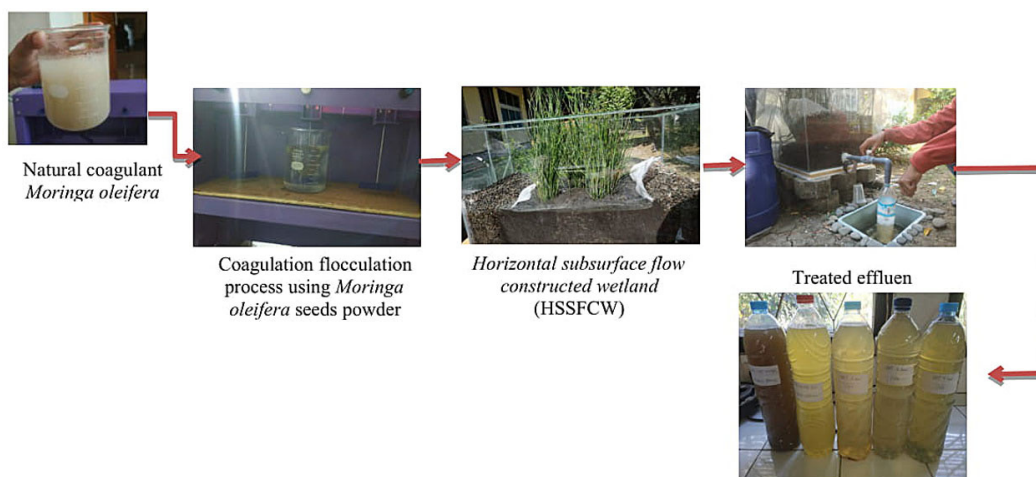 Natural coagulant
Moringa oleifera
Coagulation flocculation
process using Moringa
oleifera seeds powder
Horizontal subsurface flow
constructed wetland
(HSSFCW)
Treated effluen